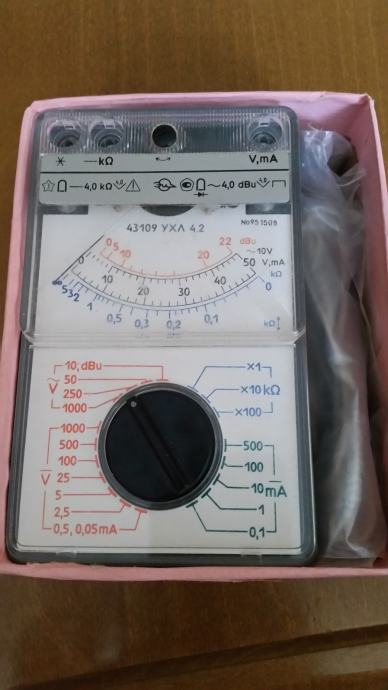 — kΩ V,mA
— 4,0 kΩ ~ 4,0 dBu
43109 УХЛ 4.2 №951508
0 5 10 20 22 dBu
~10V
0 10 20 30 40 50 V,mA
kΩ
5 3 2 1 0,5 0,3 0,2 0,1 0
kΩ
10, dBu ×1
50
~V 250 ×10 kΩ
1000 ×100
1000
500 500
100 100
V 25 10 mA
5 1
2,5
0,5, 0,05mA 0,1